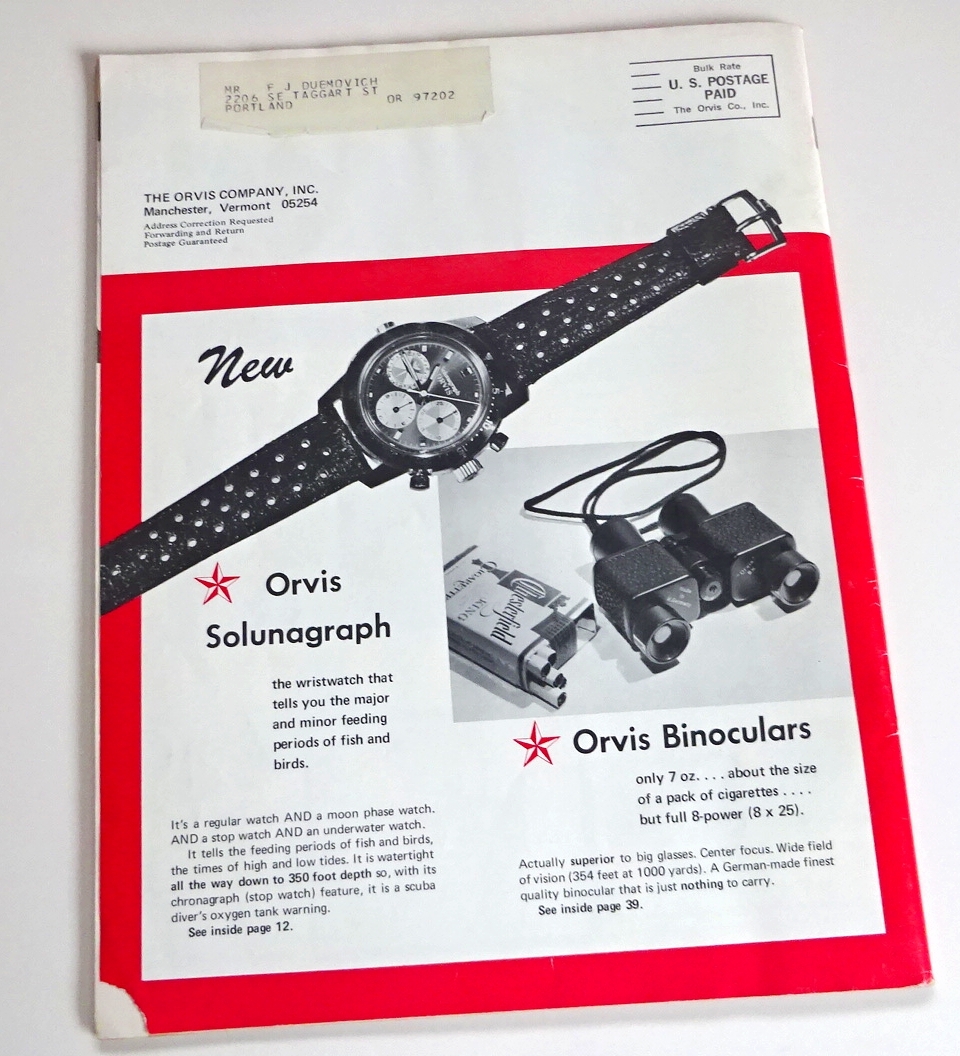 MR F J DUEMOVICH
2206 SE TAGGART ST
PORTLAND OR 97202
Bulk Rate
U. S. POSTAGE
PAID
The Orvis Co., Inc.
THE ORVIS COMPANY, INC.
Manchester, Vermont 05254
Address Correction Requested
Forwarding and Return
Postage Guaranteed
New
Orvis
Solunagraph
the wristwatch that
tells you the major
and minor feeding
periods of fish and
birds.
It's a regular watch AND a moon phase watch.
AND a stop watch AND an underwater watch.
It tells the feeding periods of fish and birds,
the times of high and low tides. It is watertight
all the way down to 350 foot depth so, with its
chronagraph (stop watch) feature, it is a scuba
diver's oxygen tank warning.
See inside page 12.
Chesterfield
KING
CIGARETTES
Orvis Binoculars
only 7 oz. . . . about the size
of a pack of cigarettes . . . .
but full 8-power (8 x 25).
Actually superior to big glasses. Center focus. Wide field
of vision (354 feet at 1000 yards). A German-made finest
quality binocular that is just nothing to carry.
See inside page 39.